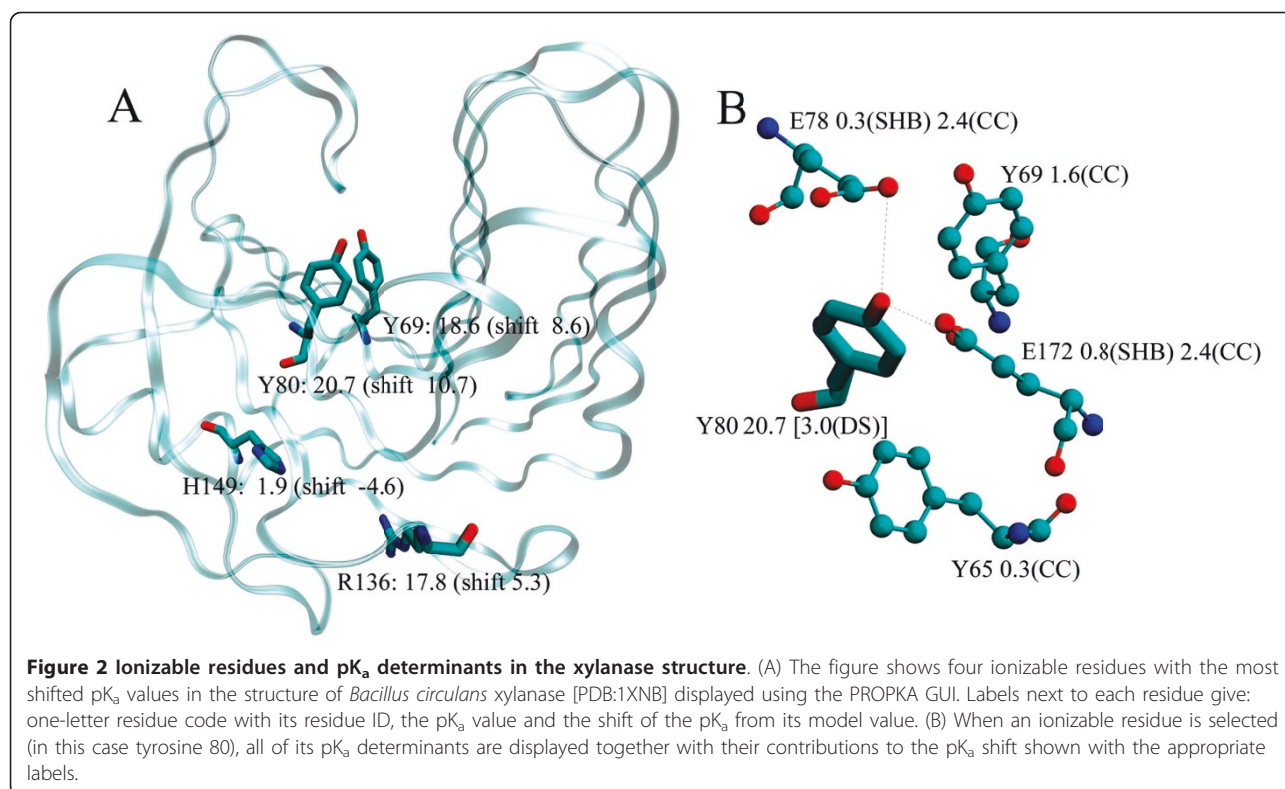 A
B
E78 0.3(SHB) 2.4(CC)
Y69 1.6(CC)
Y69: 18.6 (shift 8.6)
Y80: 20.7 (shift 10.7)
E172 0.8(SHB) 2.4(CC)
Y80 20.7 [3.0(DS)]
H149: 1.9 (shift -4.6)
R136: 17.8 (shift 5.3)
Y65 0.3(CC)
Figure 2 Ionizable residues and pKa determinants in the xylanase structure. (A) The figure shows four ionizable residues with the most
shifted pKa values in the structure of Bacillus circulans xylanase [PDB:1XNB] displayed using the PROPKA GUI. Labels next to each residue give:
one-letter residue code with its residue ID, the pKa value and the shift of the pKa from its model value. (B) When an ionizable residue is selected
(in this case tyrosine 80), all of its pKa determinants are displayed together with their contributions to the pKa shift shown with the appropriate
labels.